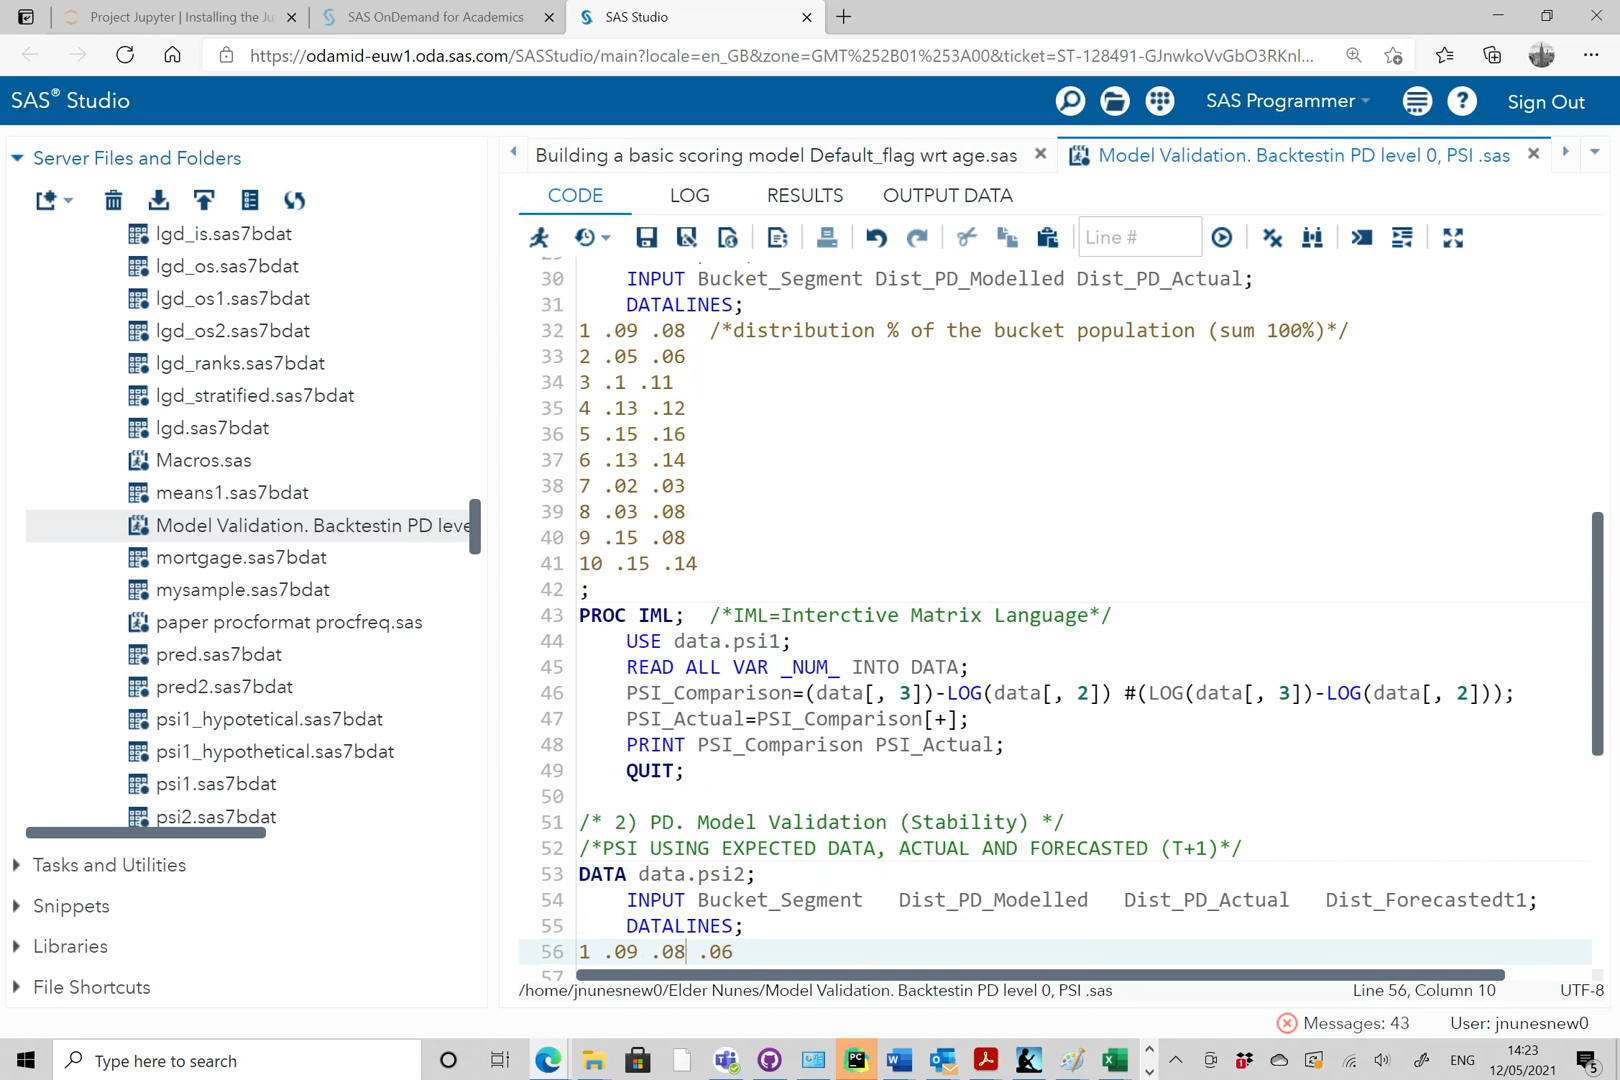 Project Jupyter | Installing the Ju
SAS OnDemand for Academics
SAS Studio
https://odamid-euw1.oda.sas.com/SASStudio/main?locale=en_GB&zone=GMT%252B01%253A00&ticket=ST-128491-GJnwkoVvGbO3RKnl...
SAS® Studio
SAS Programmer
Sign Out
Server Files and Folders
lgd_is.sas7bdat
lgd_os.sas7bdat
lgd_os1.sas7bdat
lgd_os2.sas7bdat
lgd_ranks.sas7bdat
lgd_stratified.sas7bdat
lgd.sas7bdat
Macros.sas
means1.sas7bdat
Model Validation. Backtestin PD leve
mortgage.sas7bdat
mysample.sas7bdat
paper procformat procfreq.sas
pred.sas7bdat
pred2.sas7bdat
psi1_hypotetical.sas7bdat
psi1_hypothetical.sas7bdat
psi1.sas7bdat
psi2.sas7bdat
Tasks and Utilities
Snippets
Libraries
File Shortcuts
Building a basic scoring model Default_flag wrt age.sas
Model Validation. Backtestin PD level 0, PSI .sas
CODE LOG RESULTS OUTPUT DATA
Line #
30 INPUT Bucket_Segment Dist_PD_Modelled Dist_PD_Actual;
31 DATALINES;
32 1 .09 .08 /*distribution % of the bucket population (sum 100%)*/
33 2 .05 .06
34 3 .1 .11
35 4 .13 .12
36 5 .15 .16
37 6 .13 .14
38 7 .02 .03
39 8 .03 .08
40 9 .15 .08
41 10 .15 .14
42 ;
43 PROC IML; /*IML=Interctive Matrix Language*/
44 USE data.psi1;
45 READ ALL VAR _NUM_ INTO DATA;
46 PSI_Comparison=(data[, 3])-LOG(data[, 2]) #(LOG(data[, 3])-LOG(data[, 2]));
47 PSI_Actual=PSI_Comparison[+];
48 PRINT PSI_Comparison PSI_Actual;
49 QUIT;
50
51 /* 2) PD. Model Validation (Stability) */
52 /*PSI USING EXPECTED DATA, ACTUAL AND FORECASTED (T+1)*/
53 DATA data.psi2;
54 INPUT Bucket_Segment Dist_PD_Modelled Dist_PD_Actual Dist_Forecastedt1;
55 DATALINES;
56 1 .09 .08 .06
57
/home/jnunesnew0/Elder Nunes/Model Validation. Backtestin PD level 0, PSI .sas
Line 56, Column 10
UTF-8
Messages: 43
User: jnunesnew0
Type here to search
ENG
14:23
12/05/2021
5